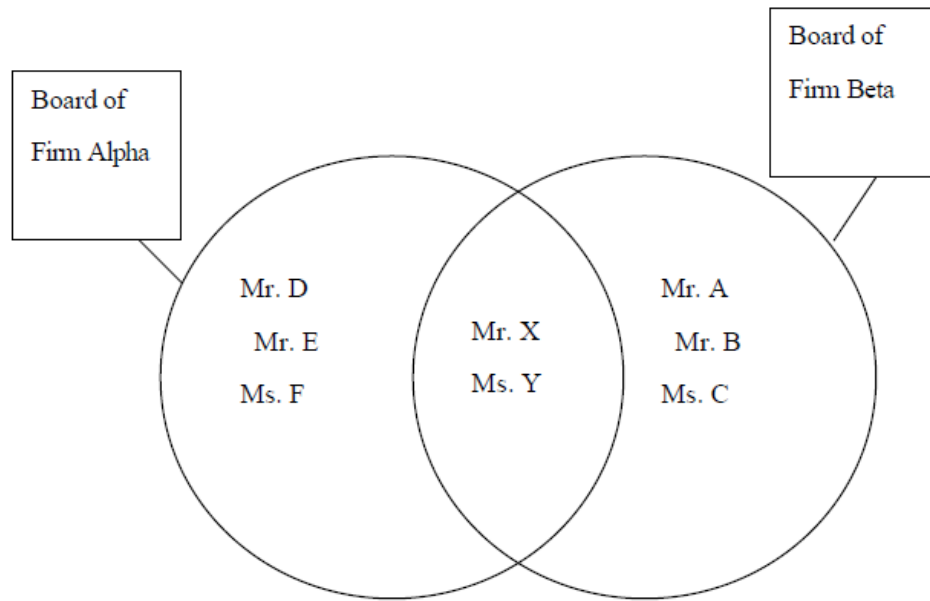 Board of
Firm Beta
Board of
Firm Alpha
Mr. D
Mr. E
Ms. F
Mr. X
Ms. Y
Mr. A
Mr. B
Ms. C